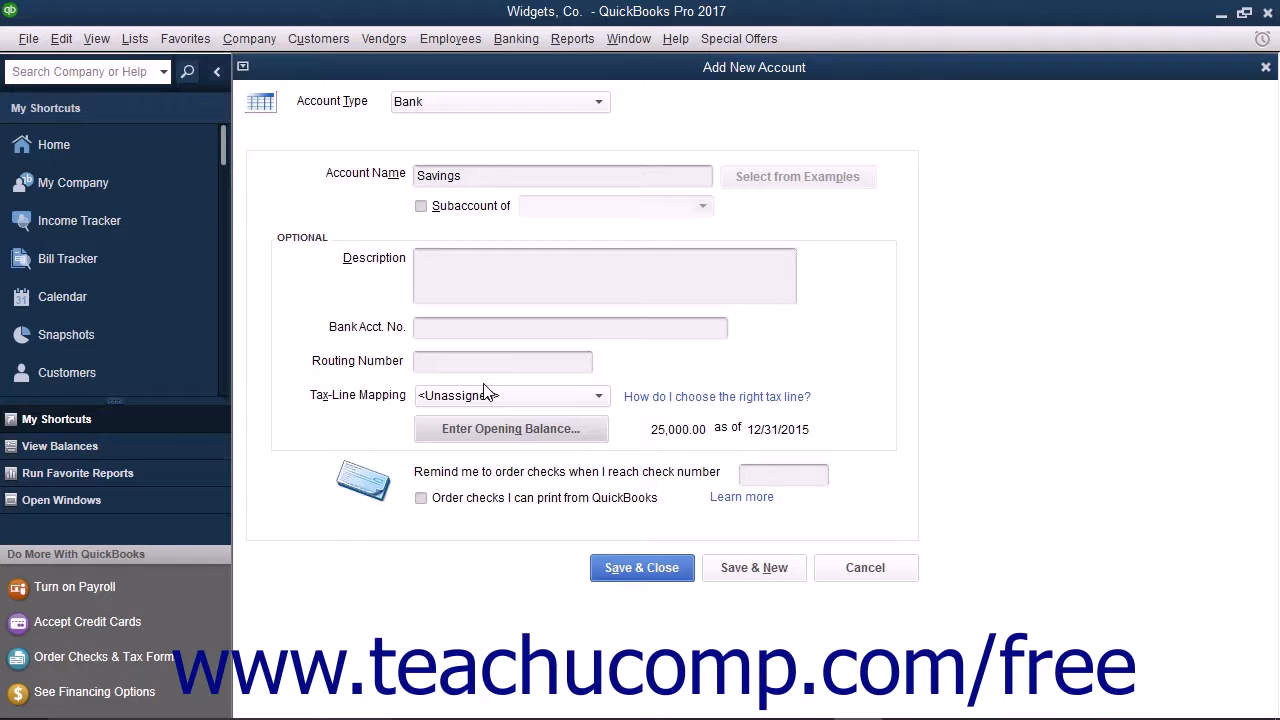 Widgets, Co. - QuickBooks Pro 2017
File Edit View Lists Favorites Company Customers Vendors Employees Banking Reports Window Help Special Offers
Search Company or Help
Add New Account
My Shortcuts
Home
My Company
Income Tracker
Bill Tracker
Calendar
31
Snapshots
Customers
My Shortcuts
View Balances
Run Favorite Reports
Open Windows
Do More With QuickBooks
Turn on Payroll
Accept Credit Cards
Order Checks & Tax Form
See Financing Options
Account Type Bank
Account Name Savings Select from Examples
Subaccount of
OPTIONAL
Description
Bank Acct. No.
Routing Number
Tax-Line Mapping <Unassigned> How do I choose the right tax line?
Enter Opening Balance... 25,000.00 as of 12/31/2015
Remind me to order checks when I reach check number
Order checks I can print from QuickBooks Learn more
Save & Close Save & New Cancel
www.teachucomp.com/free